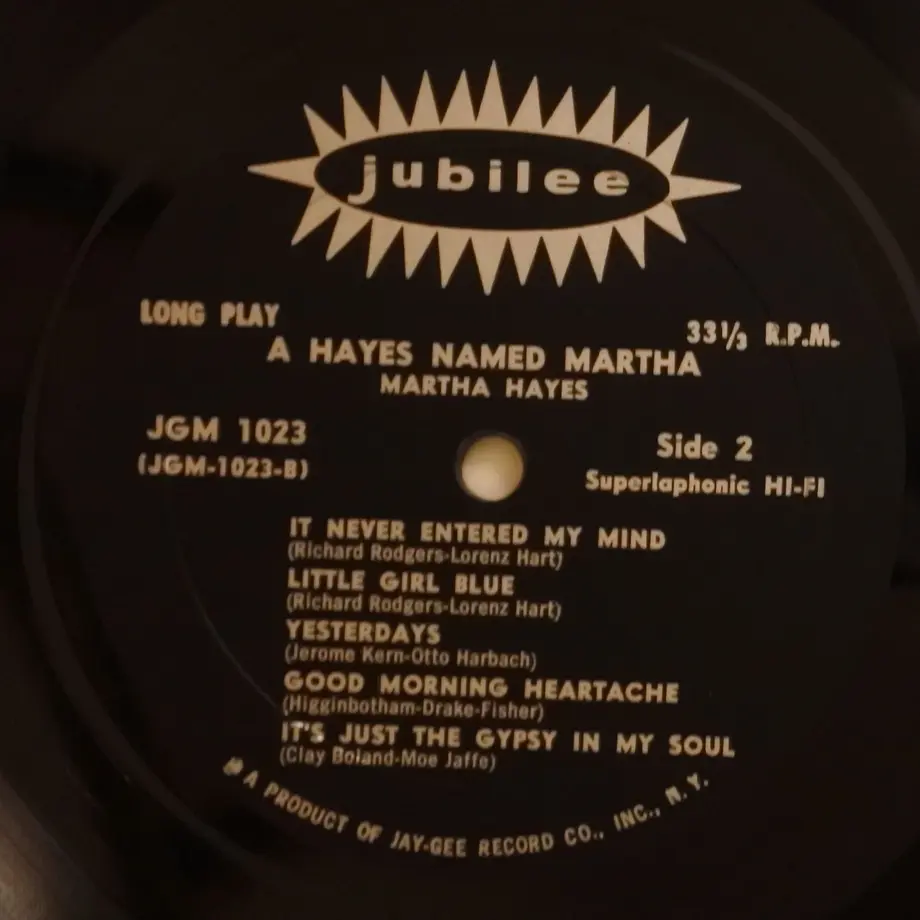 jubilee
LONG PLAY
33⅓ R.P.M.
A HAYES NAMED MARTHA
MARTHA HAYES
JGM 1023
(JGM-1023-B)
Side 2
Superlaphonic HI-FI
IT NEVER ENTERED MY MIND
(Richard Rodgers-Lorenz Hart)
LITTLE GIRL BLUE
(Richard Rodgers-Lorenz Hart)
YESTERDAYS
(Jerome Kern-Otto Harbach)
GOOD MORNING HEARTACHE
(Higginbotham-Drake-Fisher)
IT'S JUST THE GYPSY IN MY SOUL
(Clay Boland-Moe Jaffe)
A PRODUCT OF JAY-GEE RECORD CO., INC., N.Y.